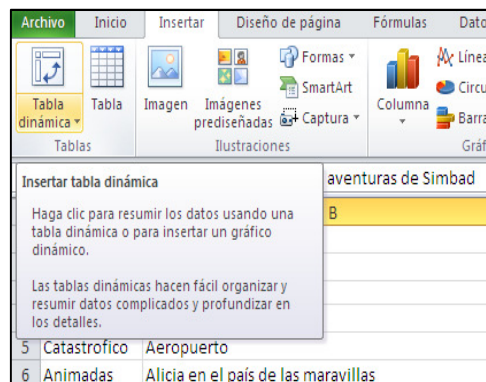 Archivo Inicio Insertar Diseño de página Fórmulas Dato
Tabla dinámica
Tabla
Tablas
Imagen
Imágenes prediseñadas
Formas
SmartArt
Captura
Ilustraciones
Columna
Línea
Circu
Barra
Gráf
aventuras de Simbad
Insertar tabla dinámica
Haga clic para resumir los datos usando una
tabla dinámica o para insertar un gráfico
dinámico.
Las tablas dinámicas hacen fácil organizar y
resumir datos complicados y profundizar en
los detalles.
B
5 Catastrofico Aeropuerto
6 Animadas Alicia en el país de las maravillas